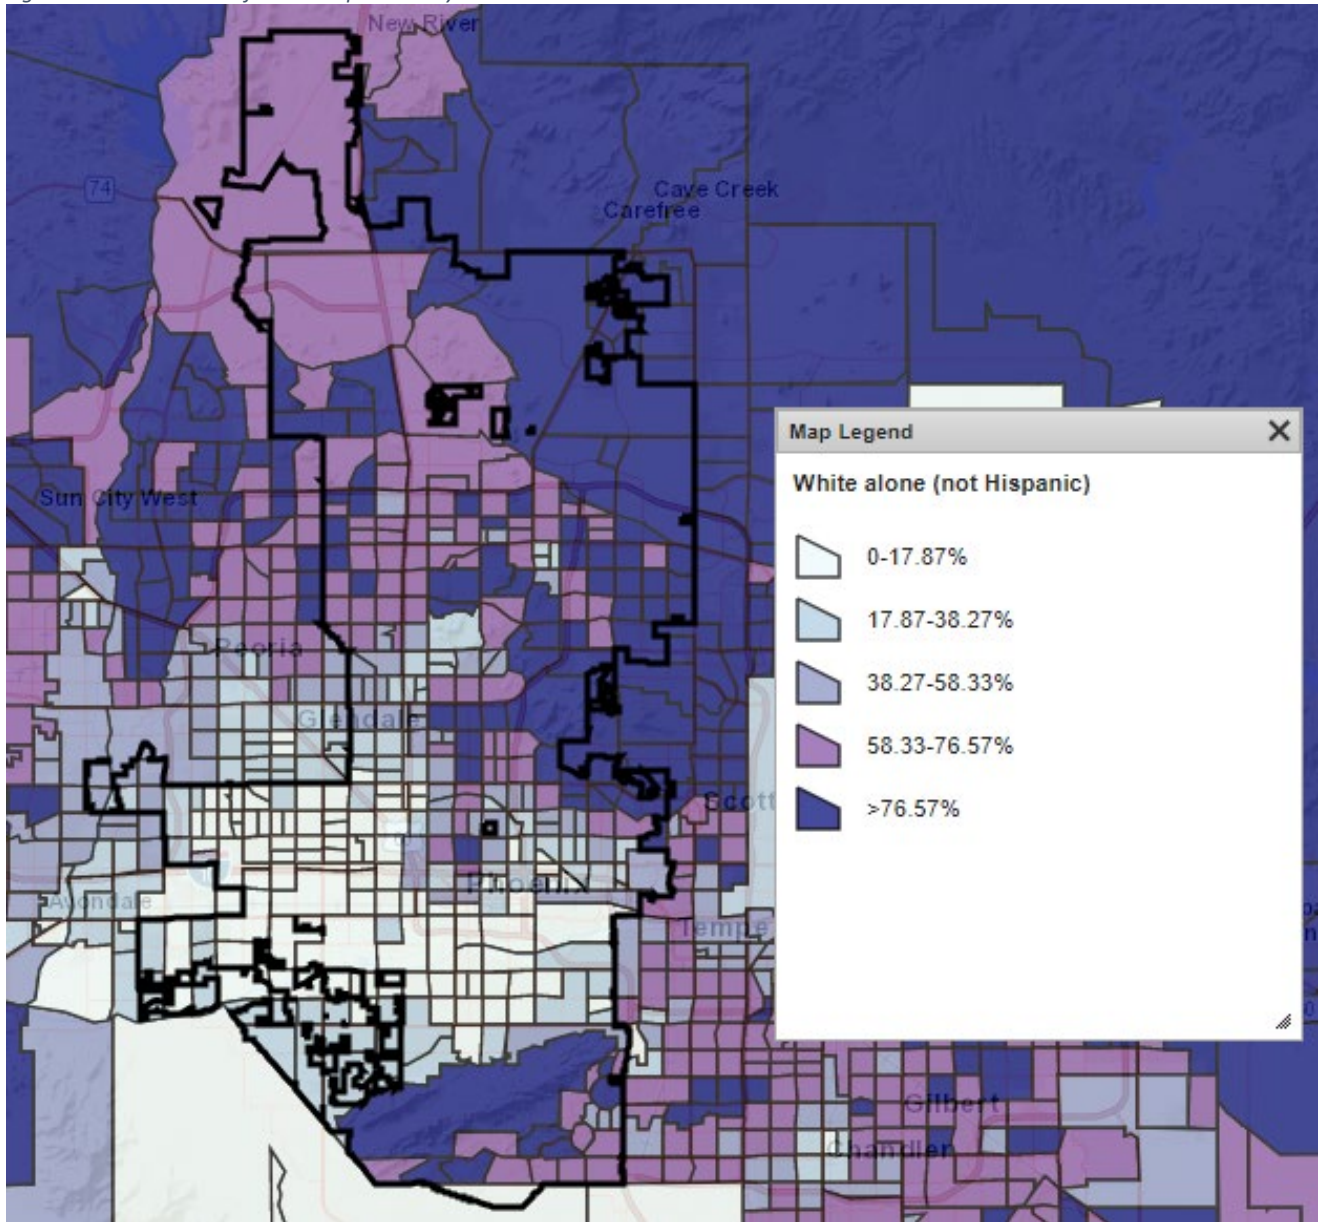 New River
74
Cave Creek
Carefree
Map Legend
White alone (not Hispanic)
0-17.87%
17.87-38.27%
38.27-58.33%
58.33-76.57%
>76.57%
Sun City West
Peoria
Glendale
Scott
Phoenix
Avondale
Tempe
Gilbert
Chandler